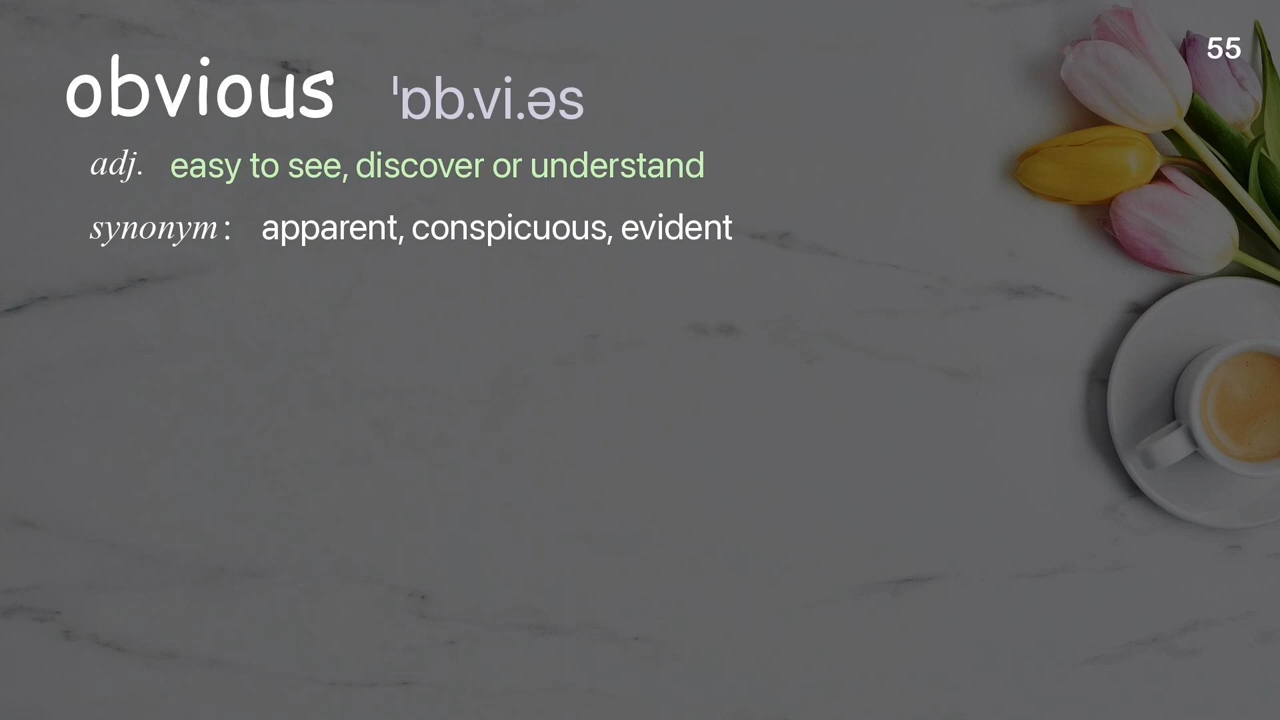 55
obvious ˈɒb.vi.əs
adj. easy to see, discover or understand
synonym: apparent, conspicuous, evident